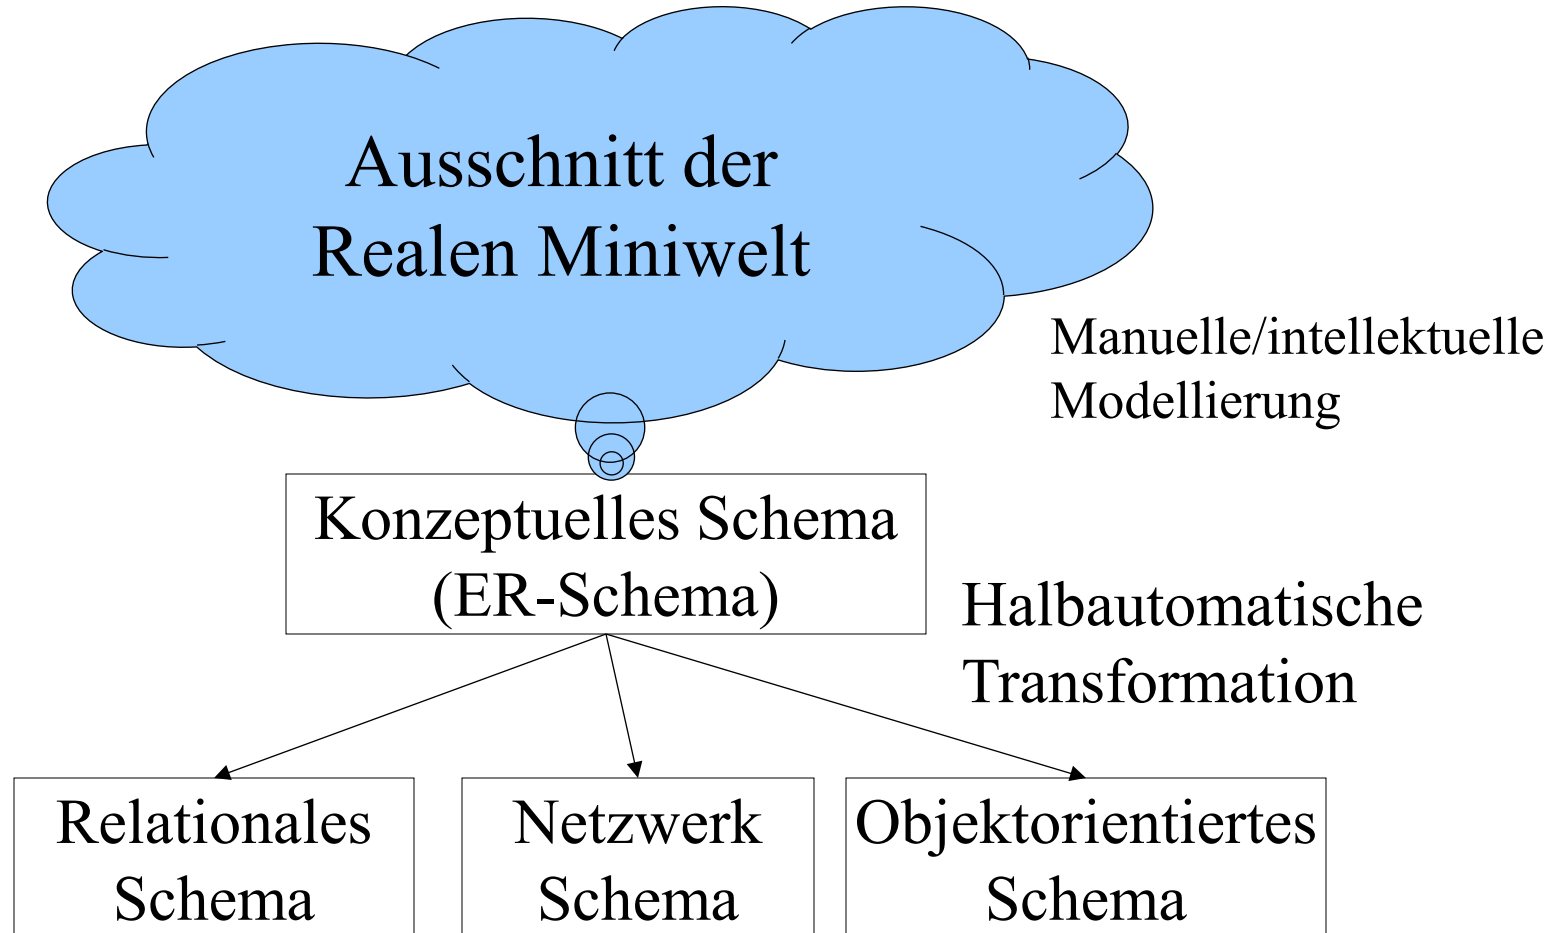 Ausschnitt der
Realen Miniwelt
Manuelle/intellektuelle
Modellierung
Konzeptuelles Schema
(ER-Schema)
Halbautomatische
Transformation
Relationales
Schema
Netzwerk
Schema
Objektorientiertes
Schema